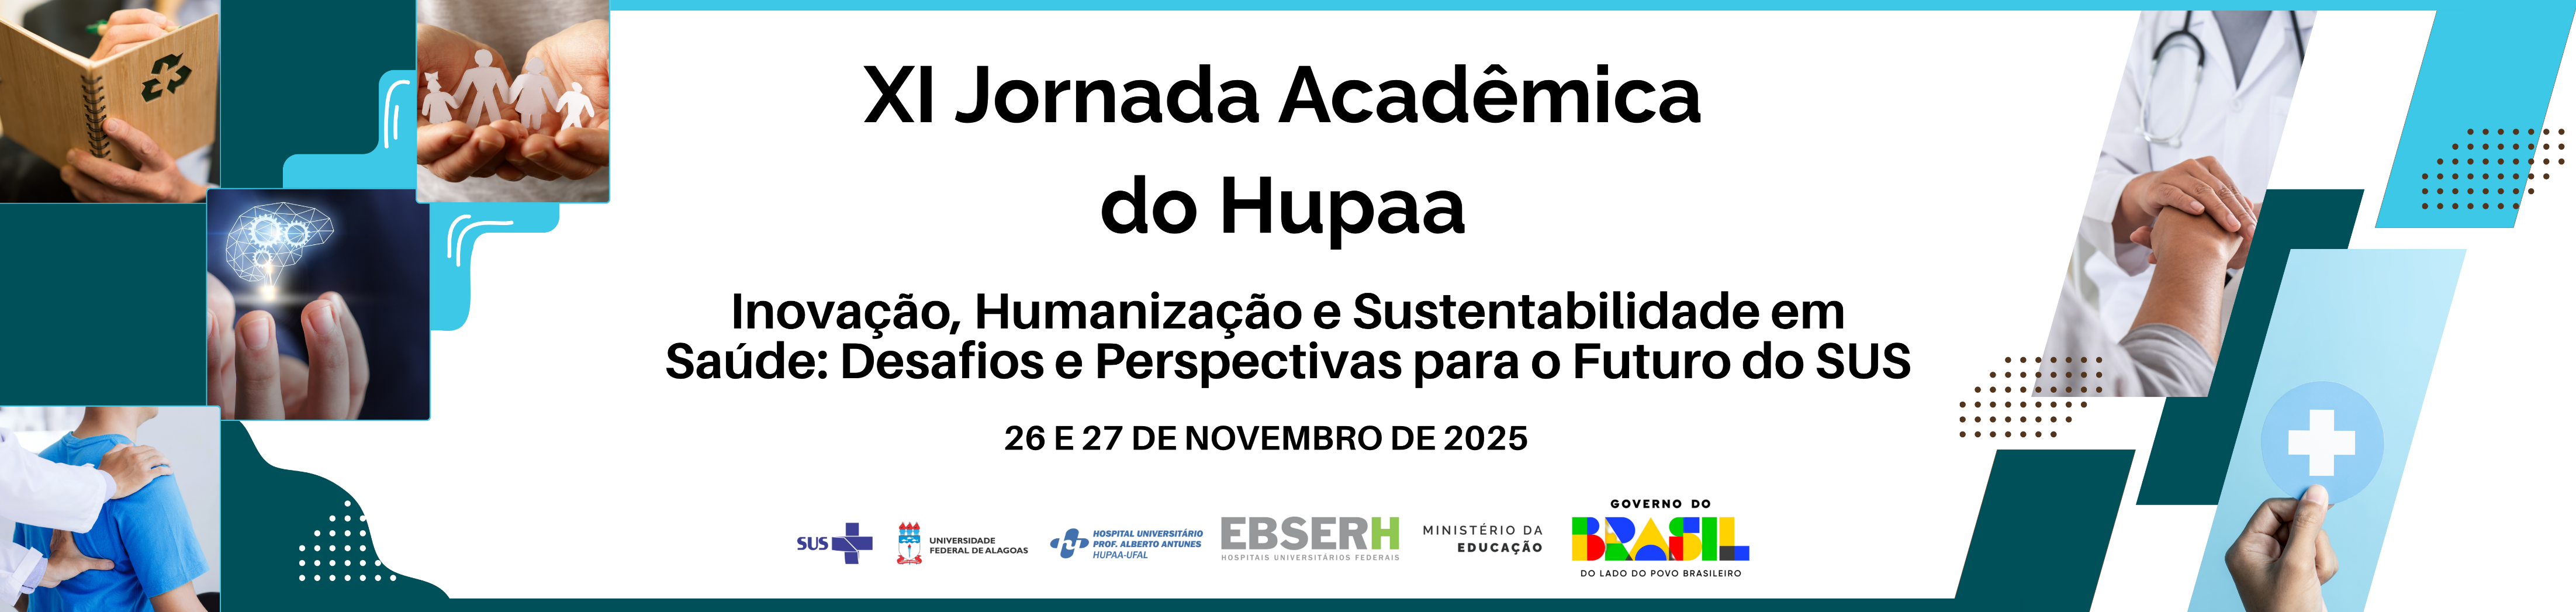 XI Jornada Acadêmica
do Hupaa
Inovação, Humanização e Sustentabilidade em
Saúde: Desafios e Perspectivas para o Futuro do SUS
26 E 27 DE NOVEMBRO DE 2025
SUS
UNIVERSIDADE
FEDERAL DE ALAGOAS
HOSPITAL UNIVERSITÁRIO
PROF. ALBERTO ANTUNES
HUPAA-UFAL
EBSERH
HOSPITAIS UNIVERSITÁRIOS FEDERAIS
MINISTÉRIO DA
EDUCAÇÃO
GOVERNO DO
BRASIL
DO LADO DO POVO BRASILEIRO